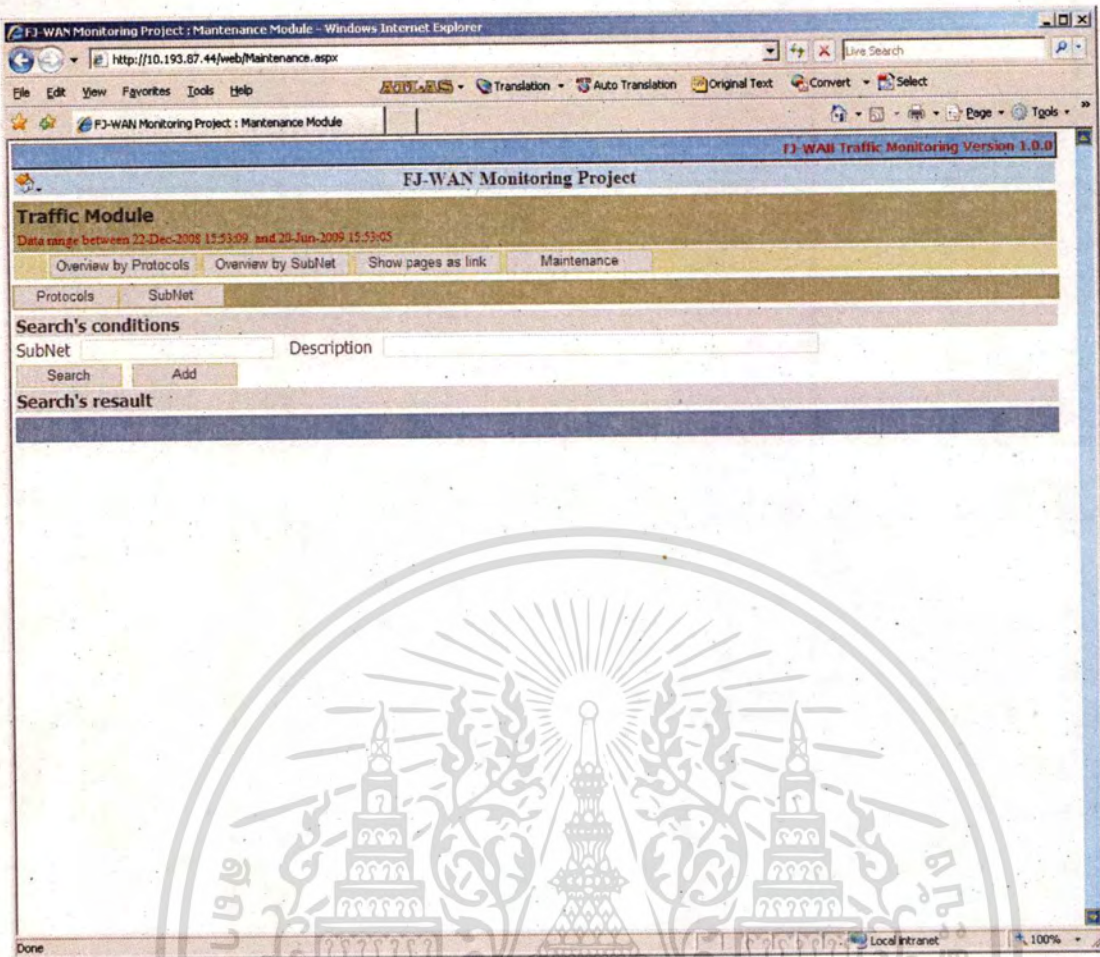 FJ-WAN Monitoring Project : Mantenance Module - Windows Internet Explorer
http://10.193.87.44/web/Maintenance.aspx
Live Search
File Edit View Favorites Tools Help
ATLAS Translation Auto Translation Original Text Convert Select
FJ-WAN Monitoring Project : Mantenance Module
Page Tools
FJ-WAN Traffic Monitoring Version 1.0.0
FJ-WAN Monitoring Project
Traffic Module
Data range between 22-Dec-2008 15:53:09 and 20-Jun-2009 15:53:05
Overview by Protocols Overview by SubNet Show pages as link Maintenance
Protocols SubNet
Search's conditions
SubNet Description
Search Add
Search's resault
Done
Local intranet
100%